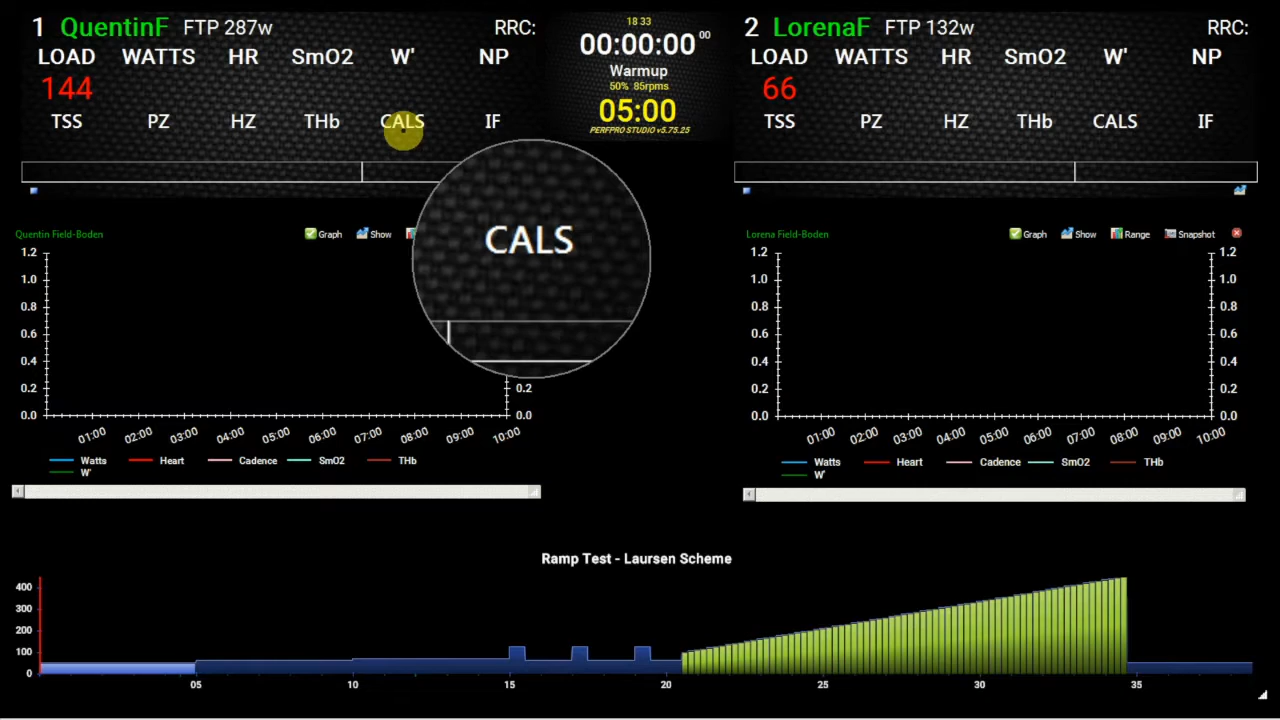 1 QuentinF FTP 287w RRC:
LOAD WATTS HR SmO2 W' NP
144
TSS PZ HZ THb CALS IF
18 33
00:00:00 00
Warmup
50% 85rpms
05:00
PERFPRO STUDIO v5.75.25
2 LorenaF FTP 132w RRC:
LOAD WATTS HR SmO2 W' NP
66
TSS PZ HZ THb CALS IF
CALS
Quentin Field-Boden Graph Show
1.2
1.0
0.8
0.6
0.4
0.2 0.2
0.0 0.0
01:00 02:00 03:00 04:00 05:00 06:00 07:00 08:00 09:00 10:00
Watts Heart Cadence SmO2 THb
W'
Lorena Field-Boden Graph Show Range Snapshot
1.2 1.2
1.0 1.0
0.8 0.8
0.6 0.6
0.4 0.4
0.2 0.2
0.0 0.0
01:00 02:00 03:00 04:00 05:00 06:00 07:00 08:00 09:00 10:00
Watts Heart Cadence SmO2 THb
W'
Ramp Test - Laursen Scheme
400
300
200
100
0
05 10 15 20 25 30 35